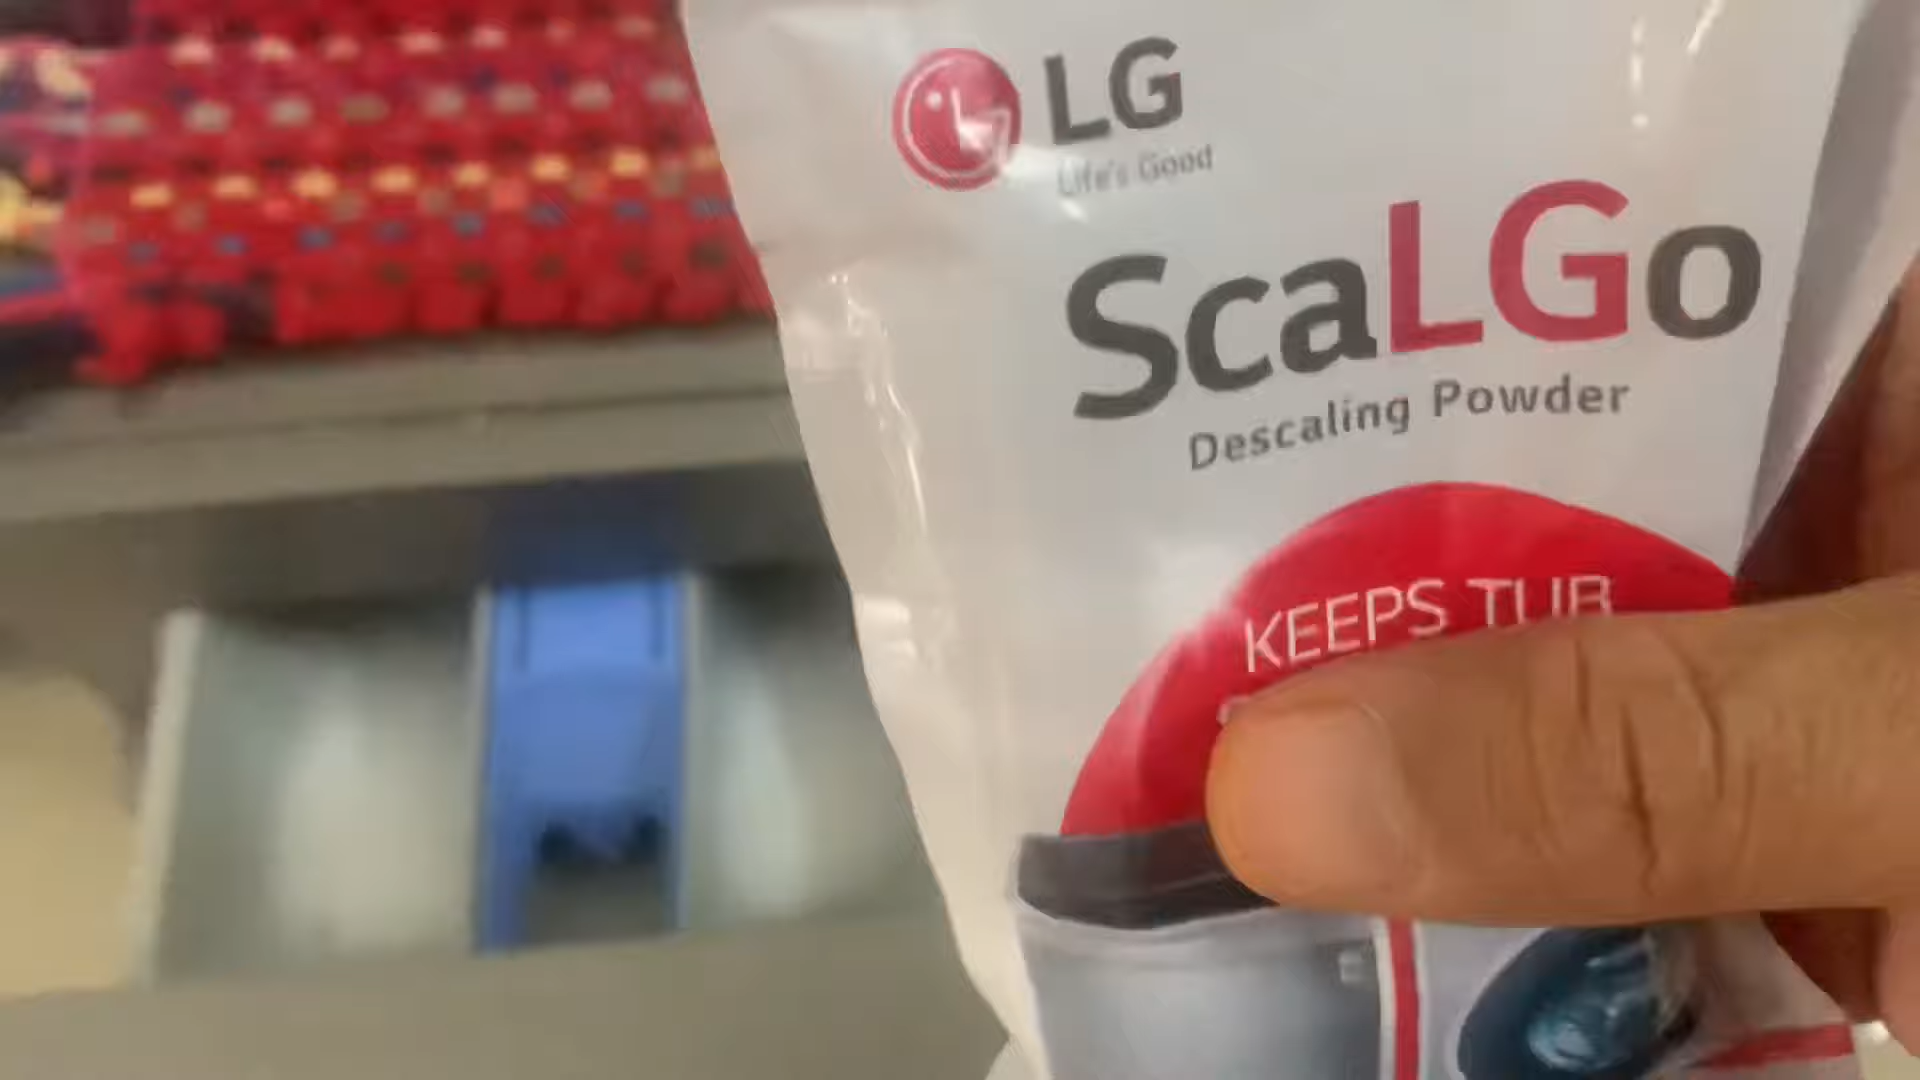 LG
Life's Good
ScaLGo
Descaling Powder
KEEPS TUB